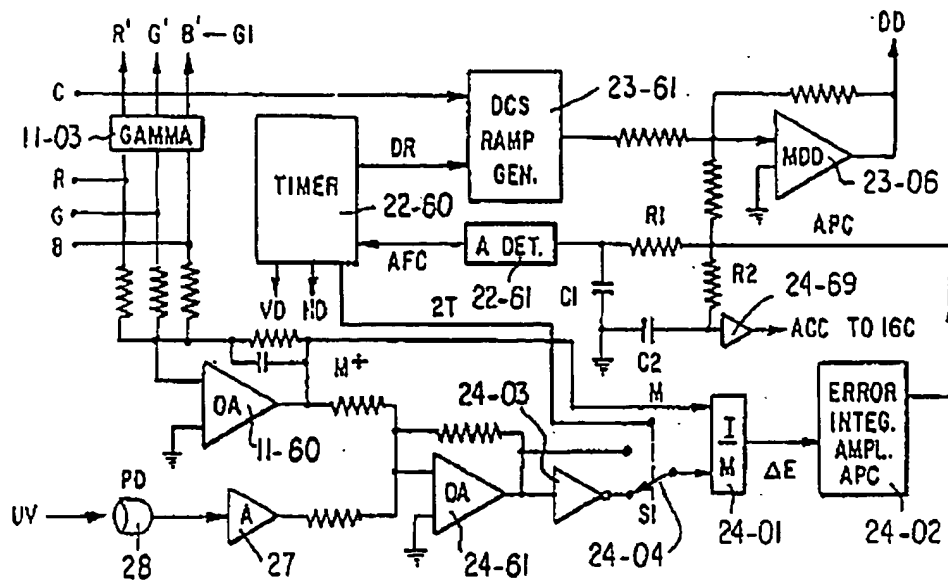 R' G' B'—G1
DD
C
11-03
GAMMA
DCS
RAMP
GEN.
23-61
MDD
23-06
R
G
B
TIMER
22-60
DR
AFC
A DET.
22-61
R1
APC
R2
C1
C2
24-69
ACC TO 16C
VD
ND
2T
M+
OA
11-60
24-03
M
ERROR
INTEG.
AMPL.
APC
I
M
ΔE
24-01
24-02
UV
PD
28
A
27
OA
24-61
S1
24-04